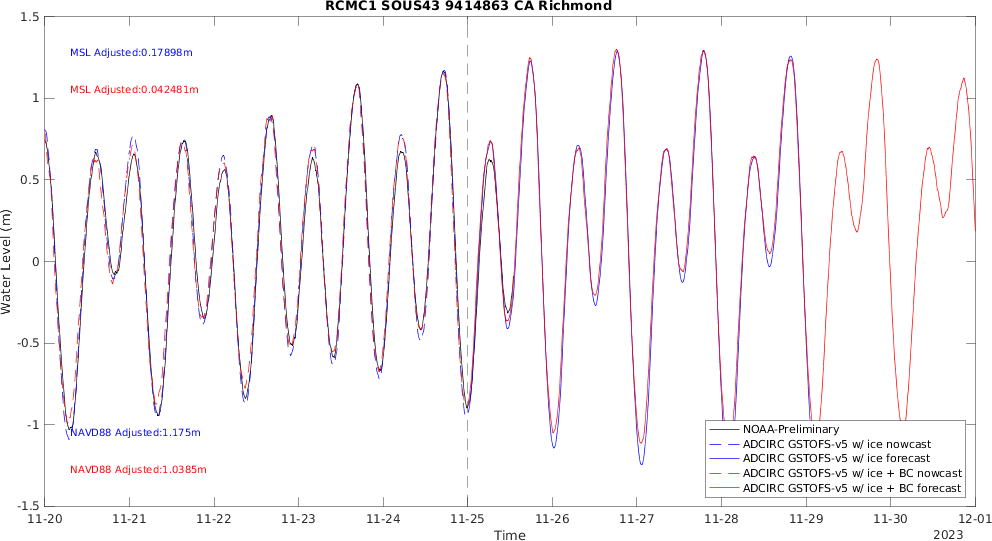 RCMC1 SOUS43 9414863 CA Richmond
1.5
MSL Adjusted:0.17898m
MSL Adjusted:0.042481m
1
0.5
0
-0.5
-1
-1.5
Water Level (m)
NAVD88 Adjusted:1.175m
NAVD88 Adjusted:1.0385m
NOAA-Preliminary
ADCIRC GSTOFS-v5 w/ ice nowcast
ADCIRC GSTOFS-v5 w/ ice forecast
ADCIRC GSTOFS-v5 w/ ice + BC nowcast
ADCIRC GSTOFS-v5 w/ ice + BC forecast
11-20 11-21 11-22 11-23 11-24 11-25 11-26 11-27 11-28 11-29 11-30 12-01
Time
2023